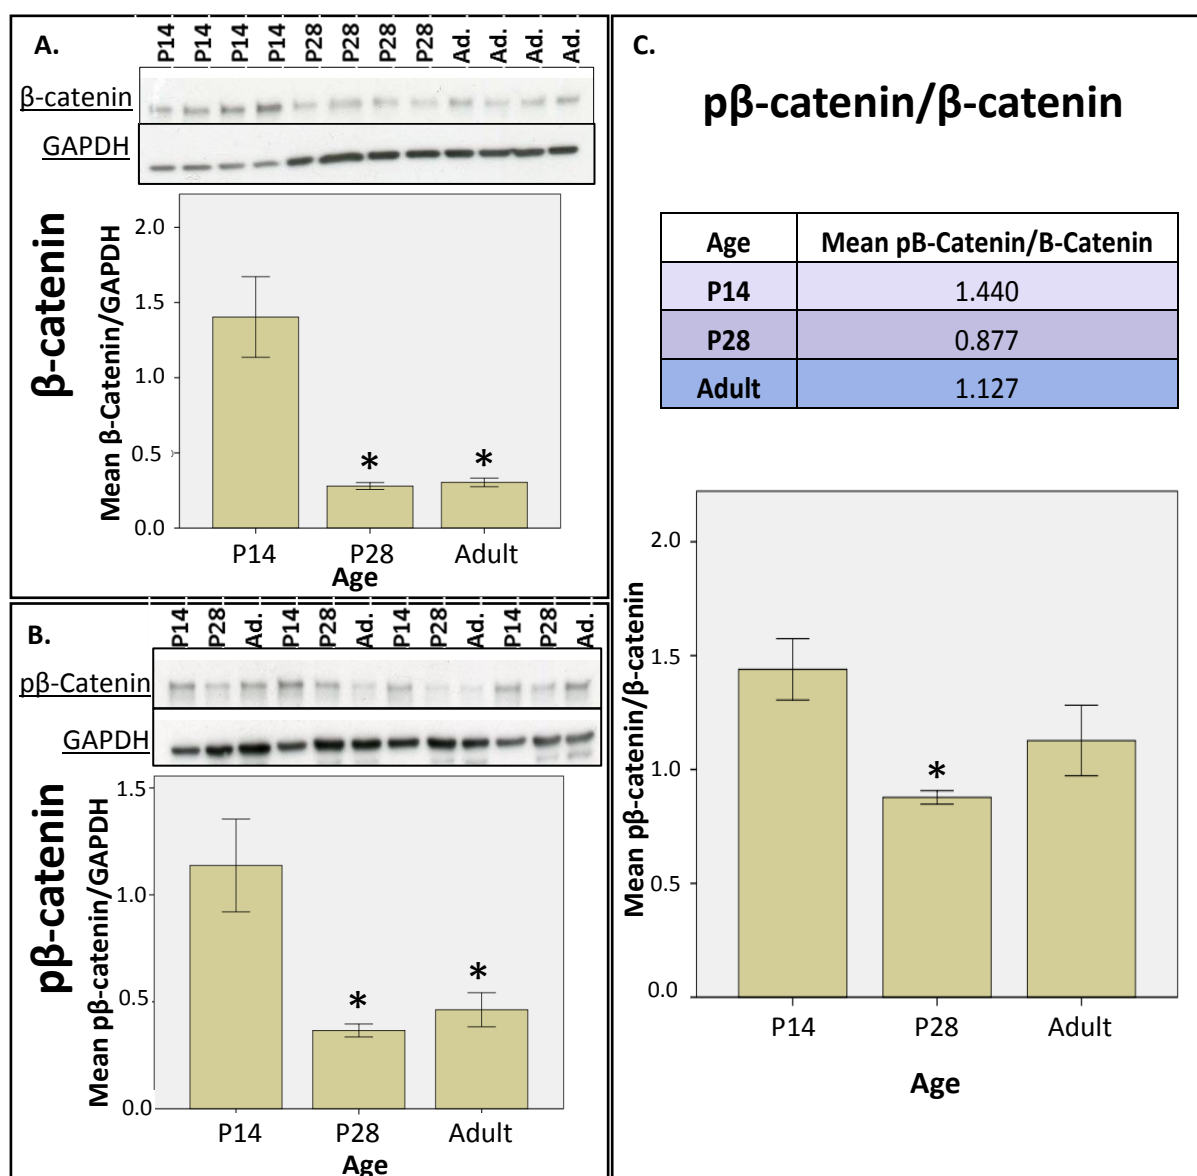 A.
P14 P14 P14 P14 P28 P28 P28 P28 Ad. Ad. Ad. Ad.
β-catenin
GAPDH
β-catenin
Mean β-Catenin/GAPDH
2.0
1.5
1.0
0.5
0.0
* *
P14 P28 Adult
Age
B.
P14 P28 Ad. P14 P28 Ad. P14 P28 Ad. P14 P28 Ad.
pβ-Catenin
GAPDH
pβ-catenin
Mean pβ-catenin/GAPDH
1.5
1.0
0.5
0.0
* *
P14 P28 Adult
Age
C.
pβ-catenin/β-catenin
Age Mean pB-Catenin/B-Catenin
P14 1.440
P28 0.877
Adult 1.127
Mean pβ-catenin/β-catenin
2.0
1.5
1.0
0.5
0.0
*
P14 P28 Adult
Age